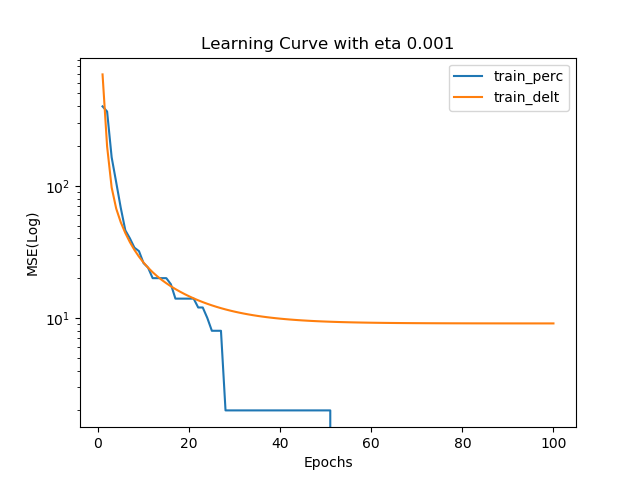 Learning Curve with eta 0.001
train_perc
train_delt
10²
10¹
MSE(Log)
0 20 40 60 80 100
Epochs